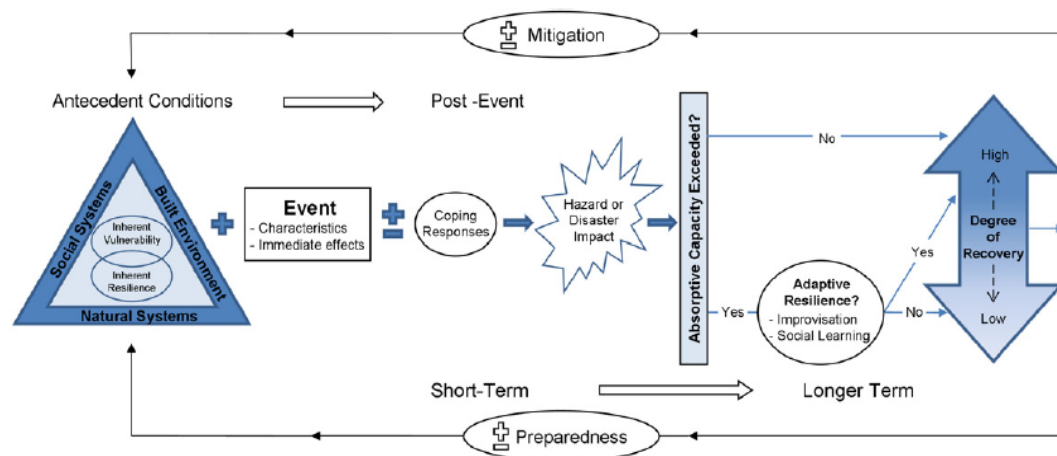 ± Mitigation
Antecedent Conditions
Post -Event
Social Systems
Built Environment
Natural Systems
Inherent
Vulnerability
Inherent
Resilience
+
Event
- Characteristics
- Immediate effects
±
Coping
Responses
Hazard or
Disaster
Impact
Absorptive Capacity Exceeded?
No
Yes
Adaptive
Resilience?
- Improvisation
- Social Learning
Yes
No
High
Degree of
Recovery
Low
Short-Term
Longer Term
± Preparedness